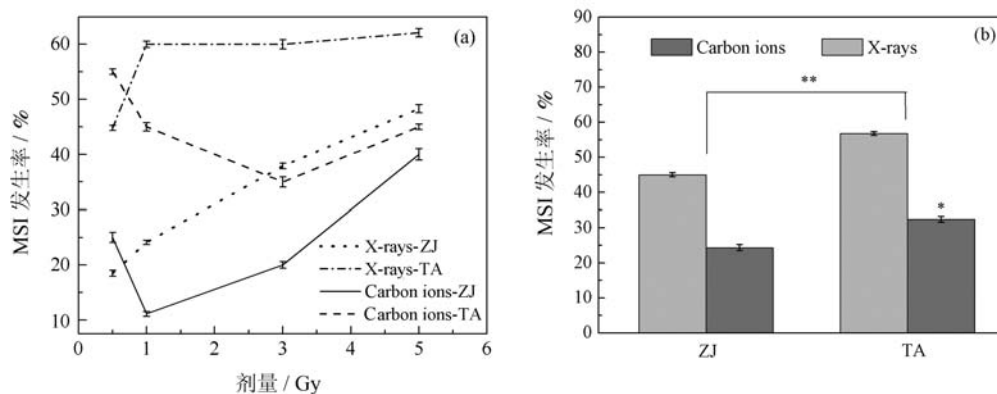 (a)
60
50
40
30
20
10
MSI 发生率 / %
X-rays-ZJ
X-rays-TA
Carbon ions-ZJ
Carbon ions-TA
0 1 2 3 4 5 6
剂量 / Gy
(b)
90
80
70
60
50
40
30
20
10
0
MSI 发生率 / %
Carbon ions
X-rays
**
*
ZJ TA